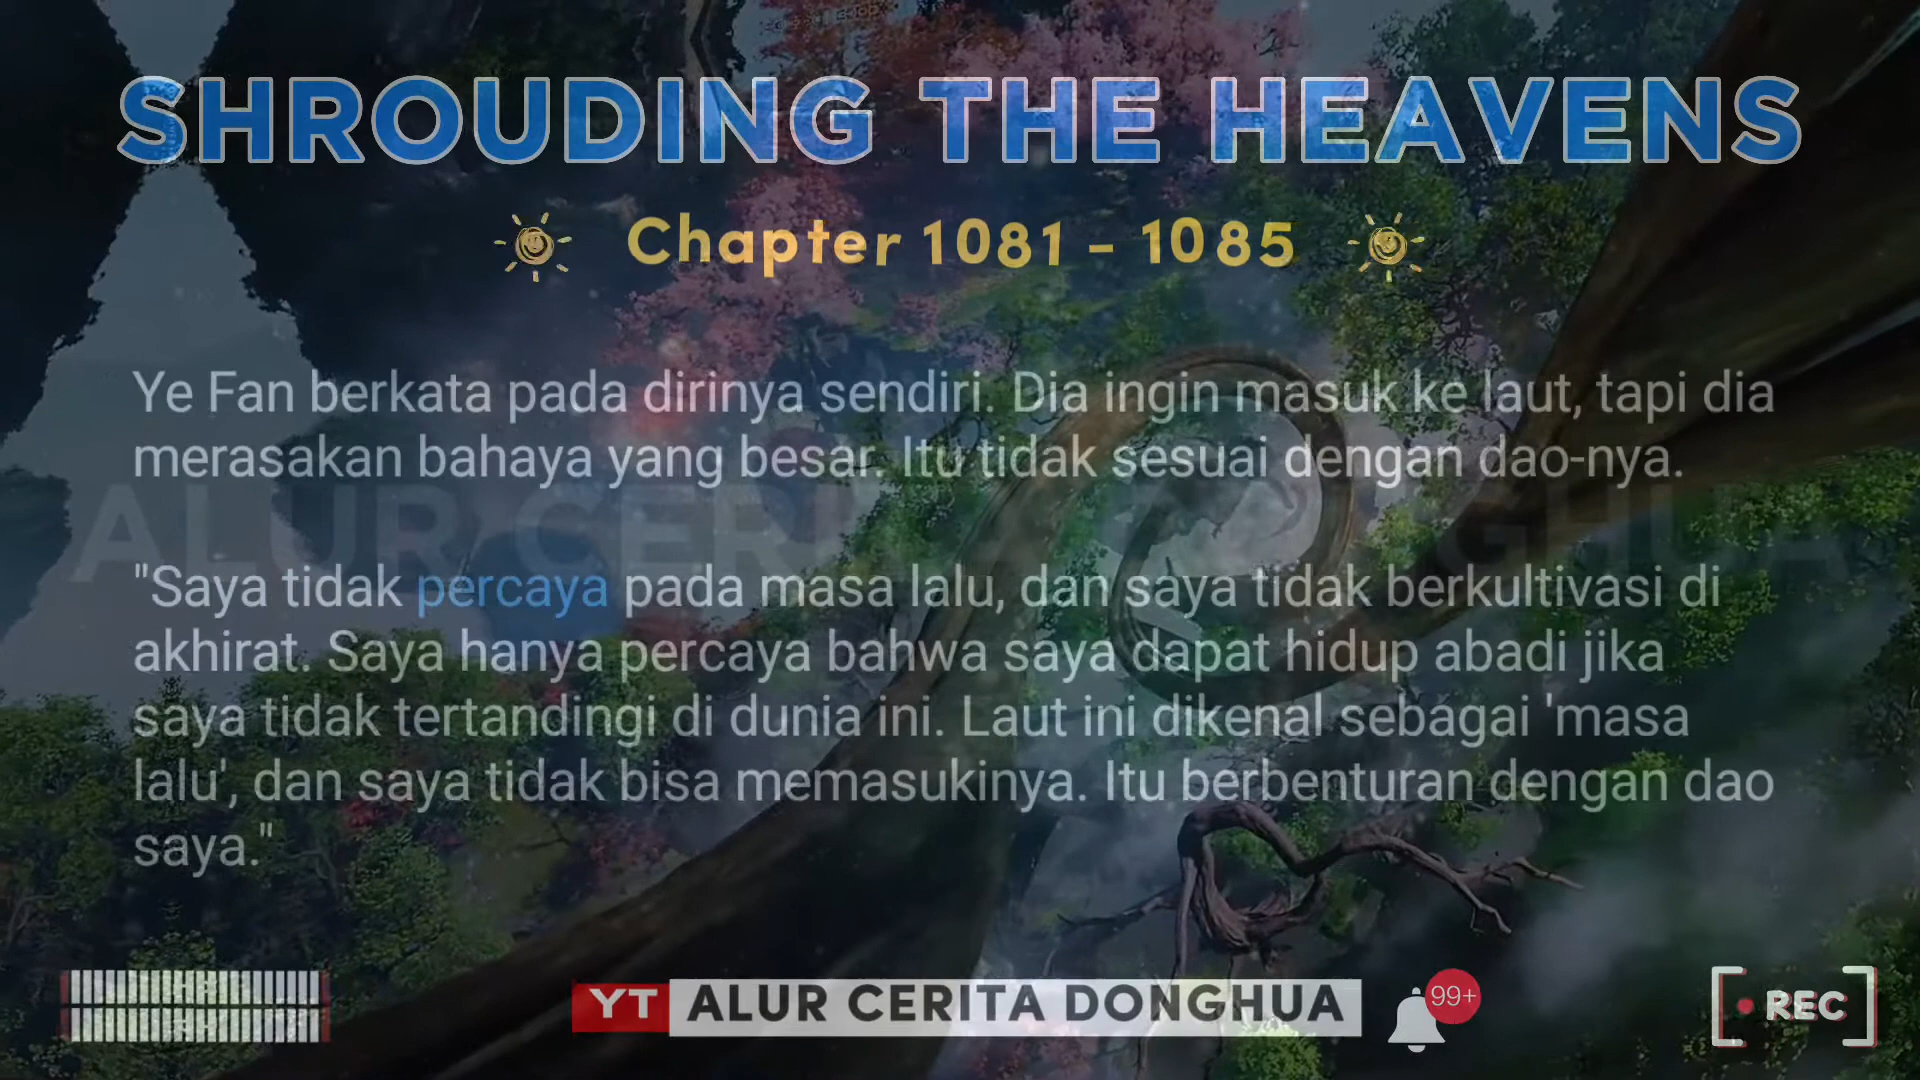 SHROUDING THE HEAVENS
Chapter 1081 - 1085
Ye Fan berkata pada dirinya sendiri. Dia ingin masuk ke laut, tapi dia
merasakan bahaya yang besar. Itu tidak sesuai dengan dao-nya.
ALUR CERITA DONGHUA
"Saya tidak percaya pada masa lalu, dan saya tidak berkultivasi di
akhirat. Saya hanya percaya bahwa saya dapat hidup abadi jika
saya tidak tertandingi di dunia ini. Laut ini dikenal sebagai 'masa
lalu', dan saya tidak bisa memasukinya. Itu berbenturan dengan dao
saya."
YT ALUR CERITA DONGHUA 99+
REC